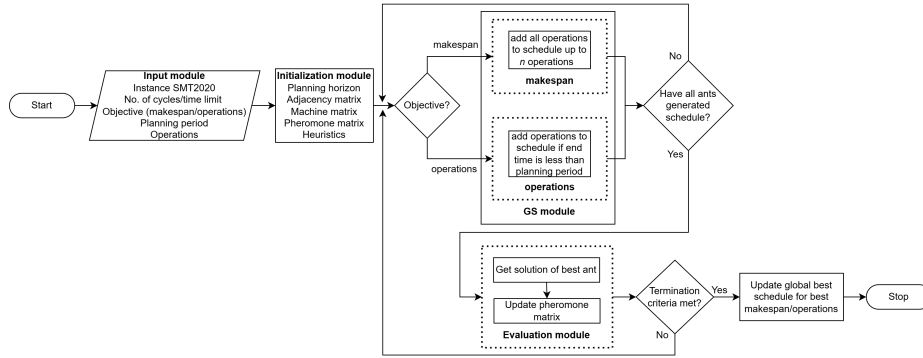 Start
Input module
Instance SMT2020
No. of cycles/time limit
Objective (makespan/operations)
Planning period
Operations
Initialization module
Planning horizon
Adjacency matrix
Machine matrix
Pheromone matrix
Heuristics
Objective?
makespan
operations
add all operations
to schedule up to
n operations
makespan
add operations to
schedule if end
time is less than
planning period
operations
GS module
No
Have all ants
generated
schedule?
Yes
Get solution of best ant
Update pheromone
matrix
Evaluation module
Termination
criteria met?
Yes
No
Update global best
schedule for best
makespan/operations
Stop